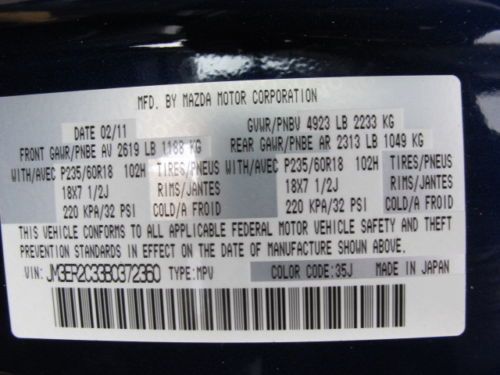 MFD. BY MAZDA MOTOR CORPORATION
DATE 02/11 GVWR/PNBV 4923 LB 2233 KG
FRONT GAWR/PNBE AV 2619 LB 1188 KG REAR GAWR/PNBE AR 2313 LB 1049 KG
WITH/AVEC P235/60R18 102H TIRES/PNEUS WITH/AVEC P235/60R18 102H TIRES/PNEUS
18X7 1/2J RIMS/JANTES 18X7 1/2J RIMS/JANTES
220 KPA/32 PSI COLD/A FROID 220 KPA/32 PSI COLD/A FROID
THIS VEHICLE CONFORMS TO ALL APPLICABLE FEDERAL MOTOR VEHICLE SAFETY AND THEFT
PREVENTION STANDARDS IN EFFECT ON THE DATE OF MANUFACTURE SHOWN ABOVE.
VIN: JM3ER2C33B0372360 TYPE:MPV COLOR CODE:35J MADE IN JAPAN